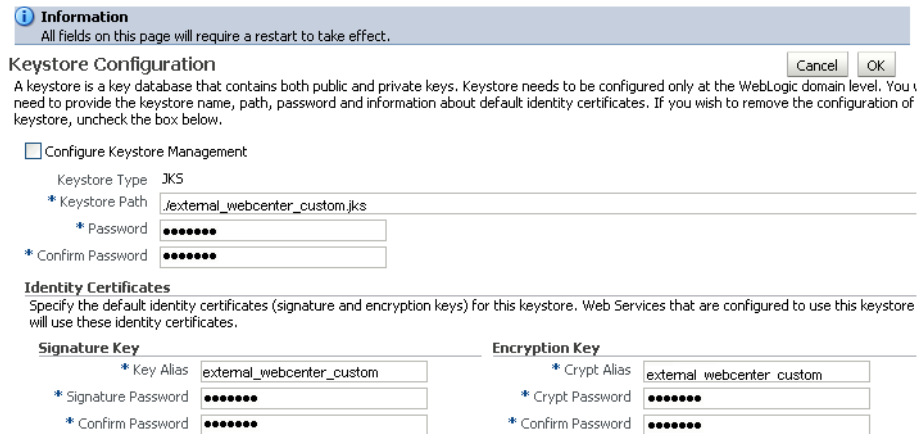 Information
All fields on this page will require a restart to take effect.
Keystore Configuration
Cancel OK
A keystore is a key database that contains both public and private keys. Keystore needs to be configured only at the WebLogic domain level. You
need to provide the keystore name, path, password and information about default identity certificates. If you wish to remove the configuration of
keystore, uncheck the box below.
Configure Keystore Management
Keystore Type JKS
* Keystore Path ./external_webcenter_custom.jks
* Password •••••••
* Confirm Password •••••••
Identity Certificates
Specify the default identity certificates (signature and encryption keys) for this keystore. Web Services that are configured to use this keystore
will use these identity certificates.
Signature Key
* Key Alias external_webcenter_custom
* Signature Password •••••••
* Confirm Password •••••••
Encryption Key
* Crypt Alias external_webcenter_custom
* Crypt Password •••••••
* Confirm Password •••••••